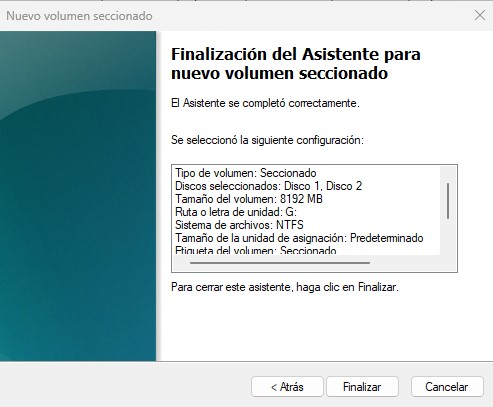 Nuevo volumen seccionado
Finalización del Asistente para
nuevo volumen seccionado
El Asistente se completó correctamente.
Se seleccionó la siguiente configuración:
Tipo de volumen: Seccionado
Discos seleccionados: Disco 1, Disco 2
Tamaño del volumen: 8192 MB
Ruta o letra de unidad: G:
Sistema de archivos: NTFS
Tamaño de la unidad de asignación: Predeterminado
Etiqueta del volumen: Seccionado
Para cerrar este asistente, haga clic en Finalizar.
< Atrás Finalizar Cancelar